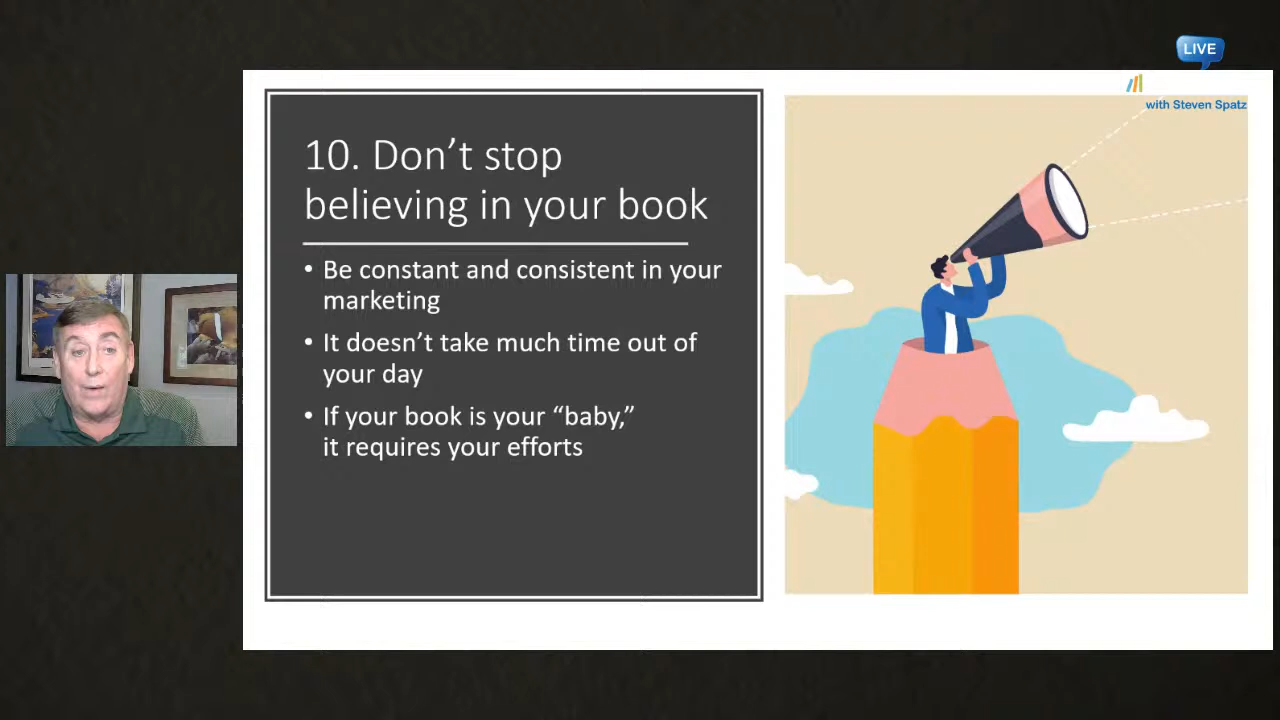 LIVE
with Steven Spatz
10. Don’t stop
believing in your book
• Be constant and consistent in your
marketing
• It doesn’t take much time out of
your day
• If your book is your “baby,”
it requires your efforts